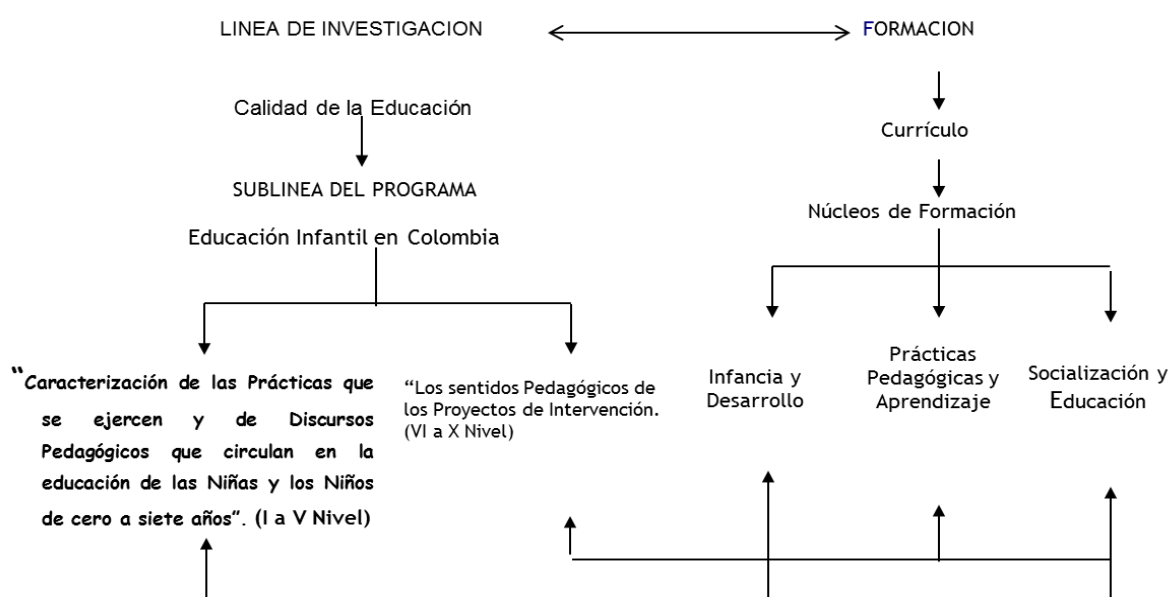 LINEA DE INVESTIGACION
FORMACION
Calidad de la Educación
Currículo
SUBLINEA DEL PROGRAMA
Núcleos de Formación
Educación Infantil en Colombia
“Caracterización de las Prácticas que
se ejercen y de Discursos
Pedagógicos que circulan en la
educación de las Niñas y los Niños
de cero a siete años”. (I a V Nivel)
“Los sentidos Pedagógicos de
los Proyectos de Intervención.
(VI a X Nivel)
Infancia y
Desarrollo
Prácticas
Pedagógicas y
Aprendizaje
Socialización y
Educación